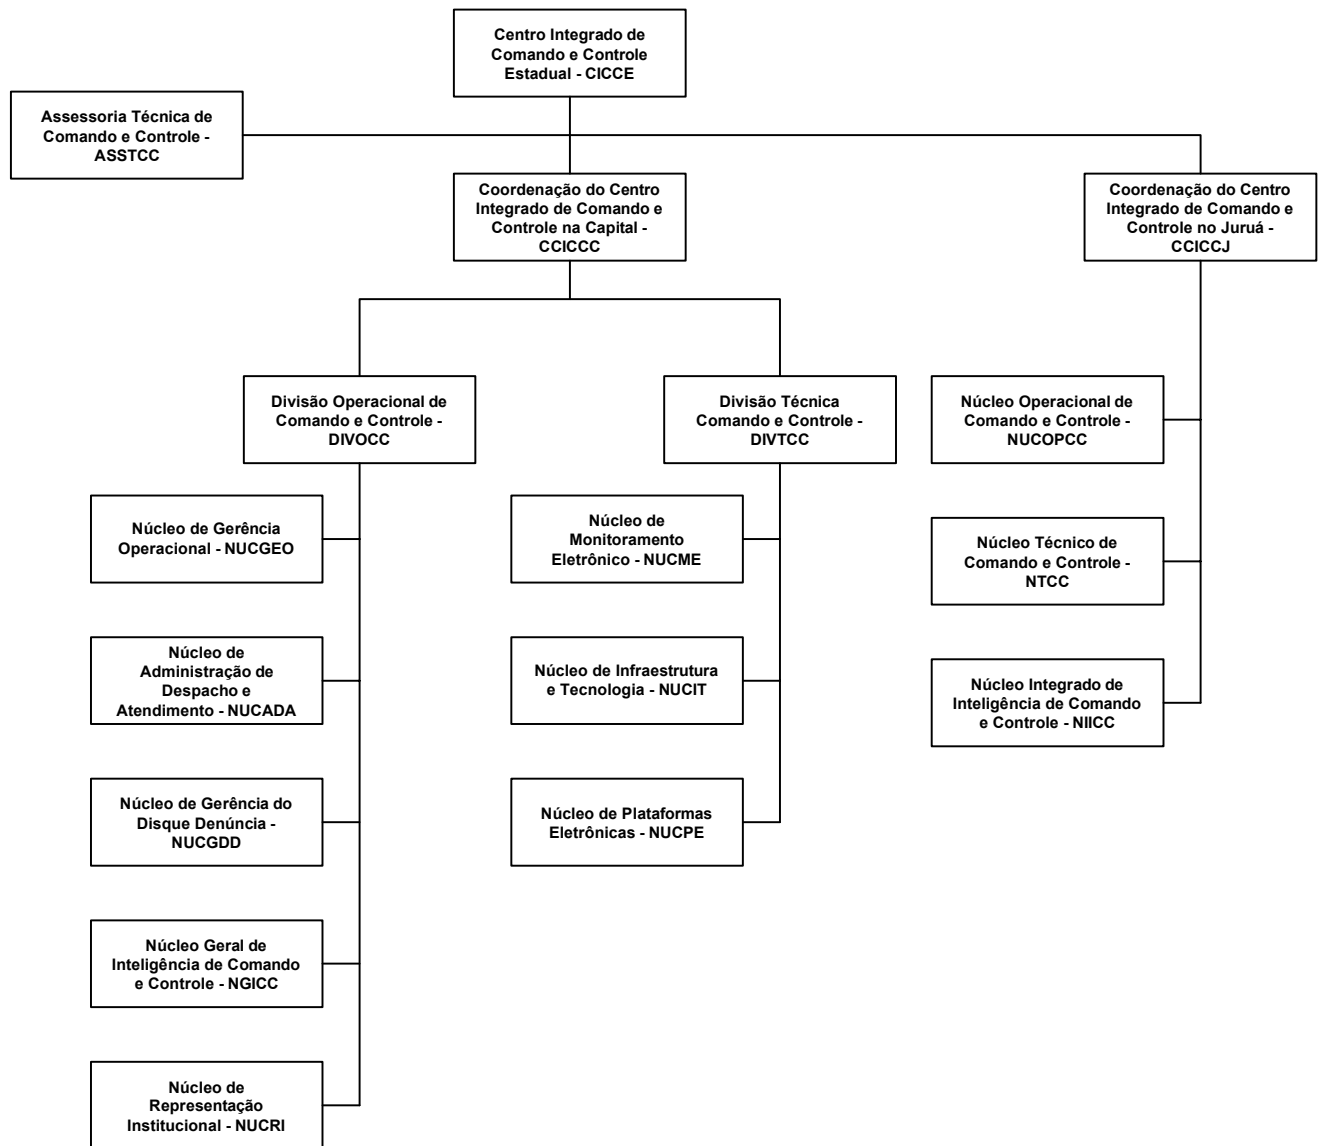 Centro Integrado de
Comando e Controle
Estadual - CICCE
Assessoria Técnica de
Comando e Controle -
ASSTCC
Coordenação do Centro
Integrado de Comando e
Controle na Capital -
CCICCC
Coordenação do Centro
Integrado de Comando e
Controle no Juruá -
CCICCJ
Divisão Operacional de
Comando e Controle -
DIVOCC
Divisão Técnica
Comando e Controle -
DIVTCC
Núcleo Operacional de
Comando e Controle -
NUCOPCC
Núcleo de Gerência
Operacional - NUCGEO
Núcleo de
Monitoramento
Eletrônico - NUCME
Núcleo Técnico de
Comando e Controle -
NTCC
Núcleo de
Administração de
Despacho e
Atendimento - NUCADA
Núcleo de Infraestrutura
e Tecnologia - NUCIT
Núcleo Integrado de
Inteligência de Comando
e Controle - NIICC
Núcleo de Gerência do
Disque Denúncia -
NUCGDD
Núcleo de Plataformas
Eletrônicas - NUCPE
Núcleo Geral de
Inteligência de Comando
e Controle - NGICC
Núcleo de
Representação
Institucional - NUCRI